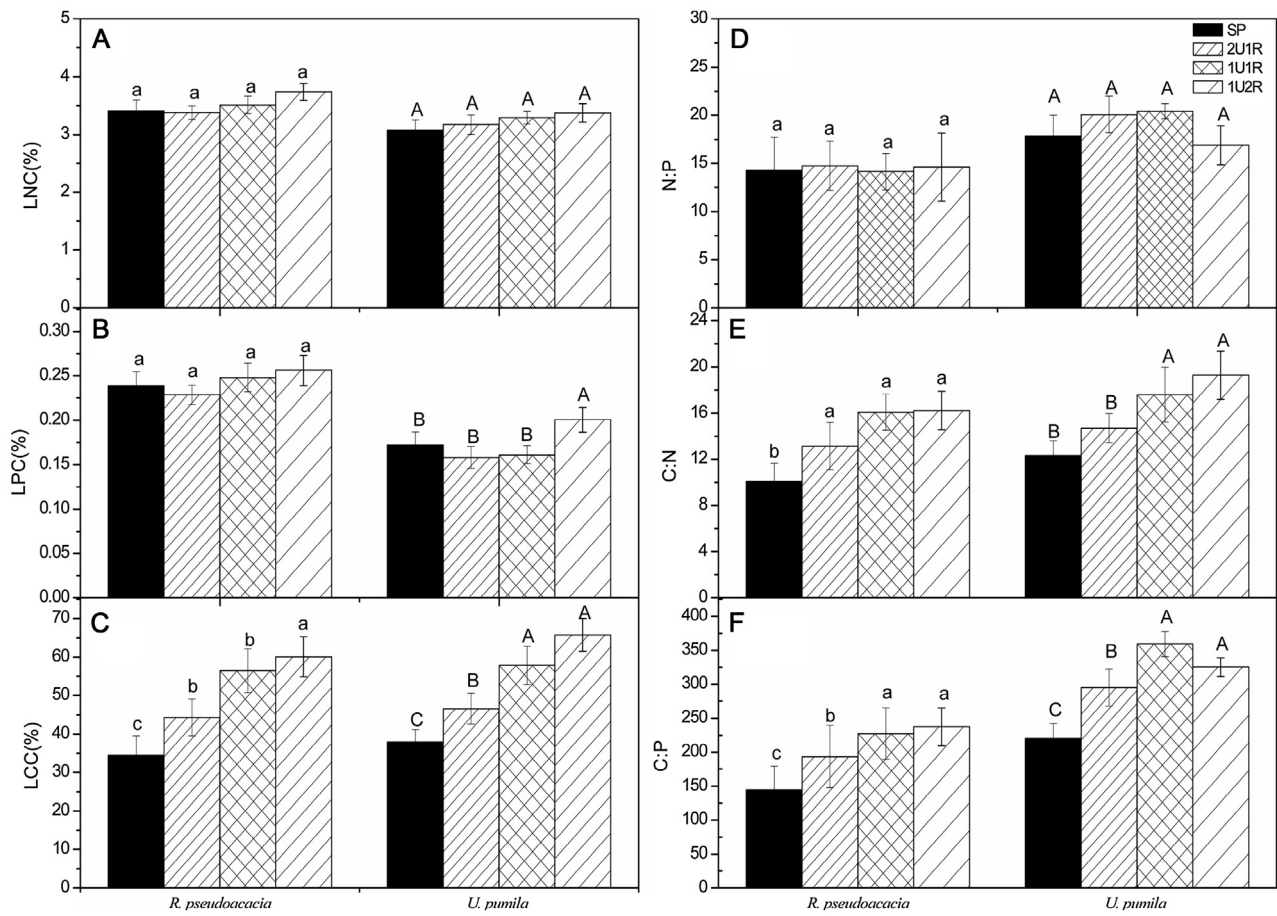 A
LNC(%)
5
4
3
2
1
0
a a a a
A A A A
B
LPC(%)
0.30
0.25
0.20
0.15
0.10
0.05
0.00
a a a a
B B B A
C
LCC(%)
70
60
50
40
30
20
10
0
c b b a
C B A A
R. pseudoacacia U. pumila
D
N:P
30
25
20
15
10
5
0
SP
2U1R
1U1R
1U2R
a a a a
A A A A
E
C:N
24
20
16
12
8
4
0
b a a a
B B A A
F
C:P
400
350
300
250
200
150
100
50
0
c b a a
C B A A
R. pseudoacacia U. pumila